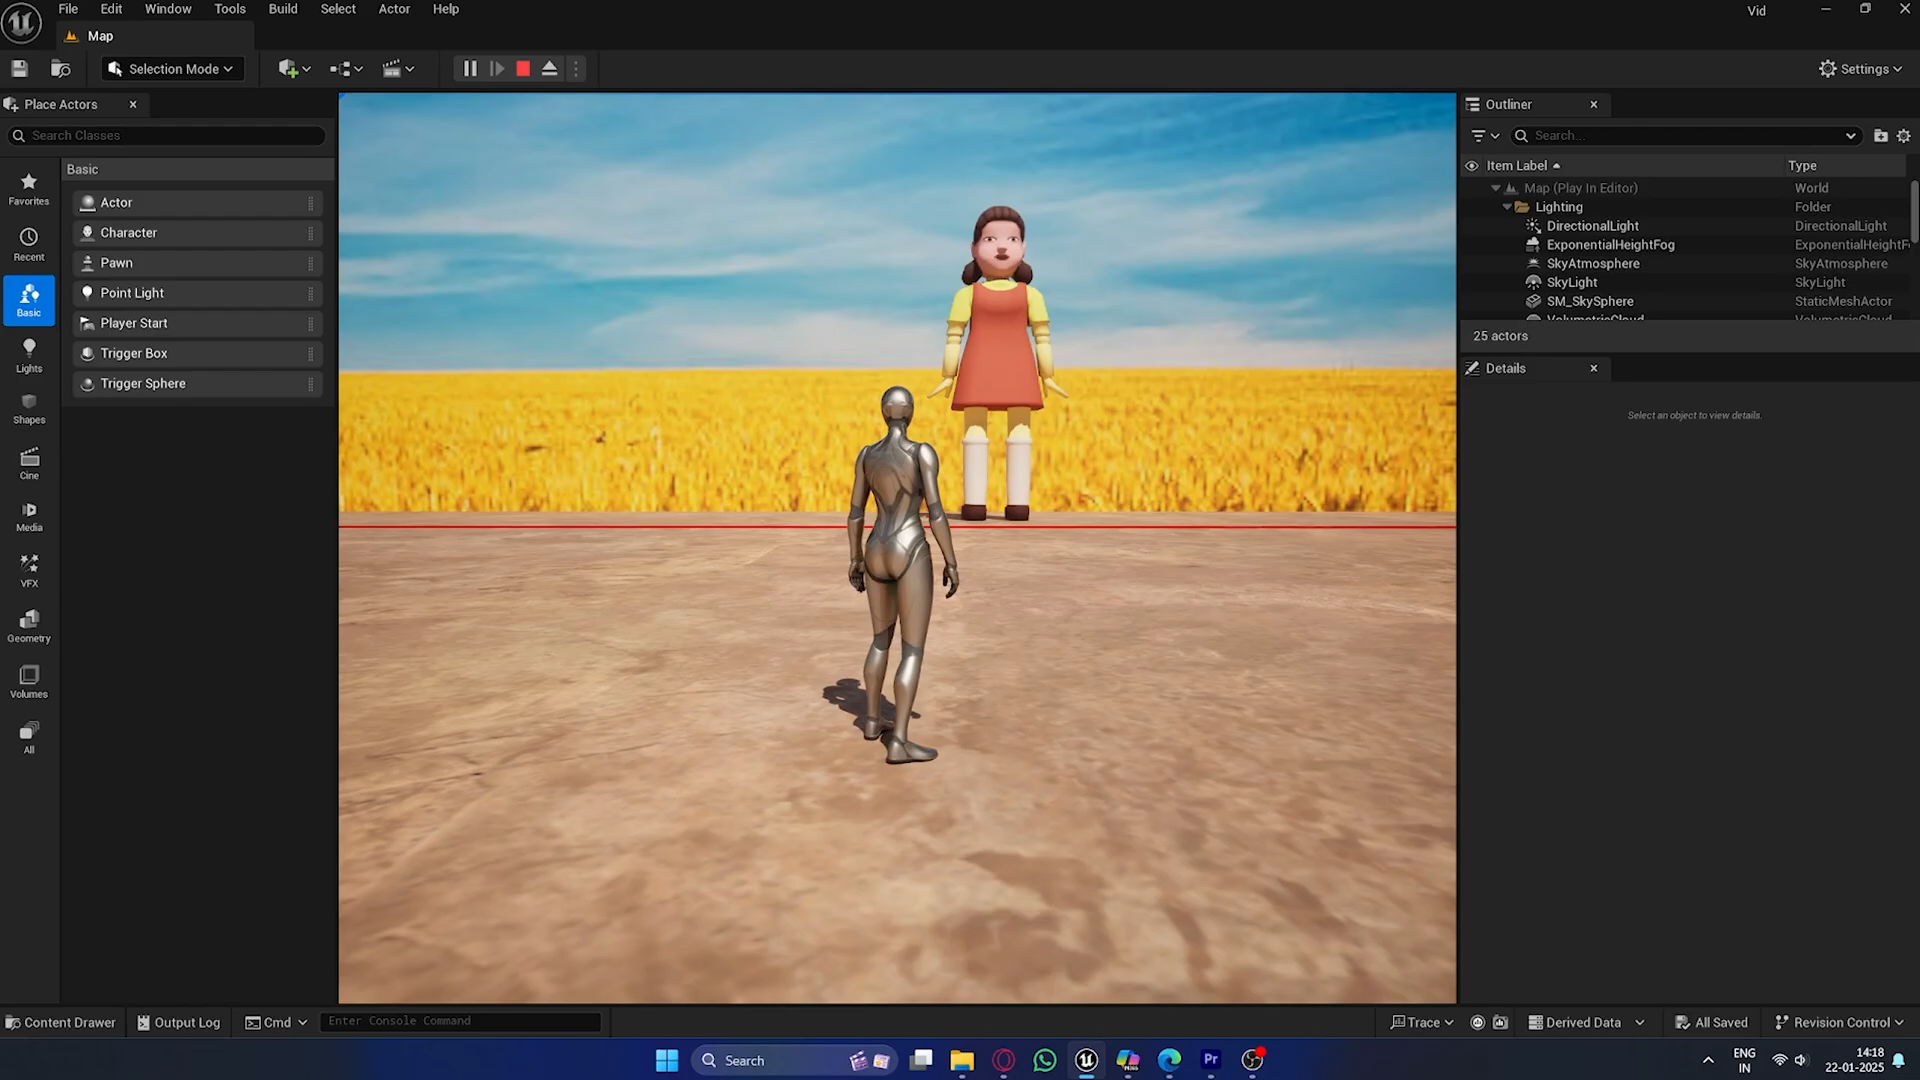 File Edit Window Tools Build Select Actor Help
Vid
Map
Selection Mode
Settings
Place Actors
Search Classes
Favorites
Recent
Basic
Lights
Shapes
Cine
Media
VFX
Geometry
Volumes
All
Basic
Actor
Character
Pawn
Point Light
Player Start
Trigger Box
Trigger Sphere
Outliner
Search...
Item Label Type
Map (Play In Editor) World
Lighting Folder
DirectionalLight DirectionalLight
ExponentialHeightFog ExponentialHeightF
SkyAtmosphere SkyAtmosphere
SkyLight SkyLight
SM_SkySphere StaticMeshActor
25 actors
Details
Select an object to view details.
Content Drawer Output Log Cmd Enter Console Command
Trace Derived Data All Saved Revision Control
Search
Pr
ENG
IN
14:18
22-01-2025